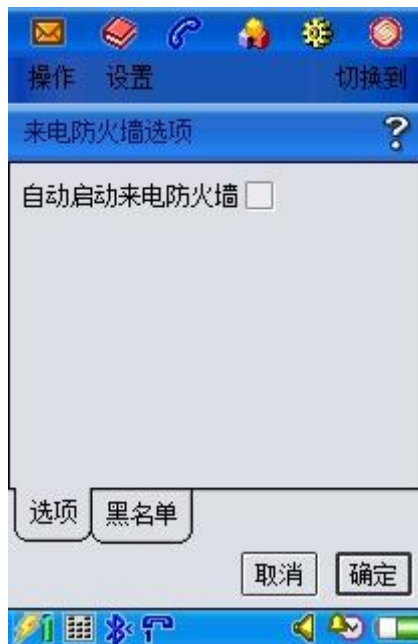 操作 设置 切换到
来电防火墙选项 ?
自动启动来电防火墙
选项 黑名单
取消 确定